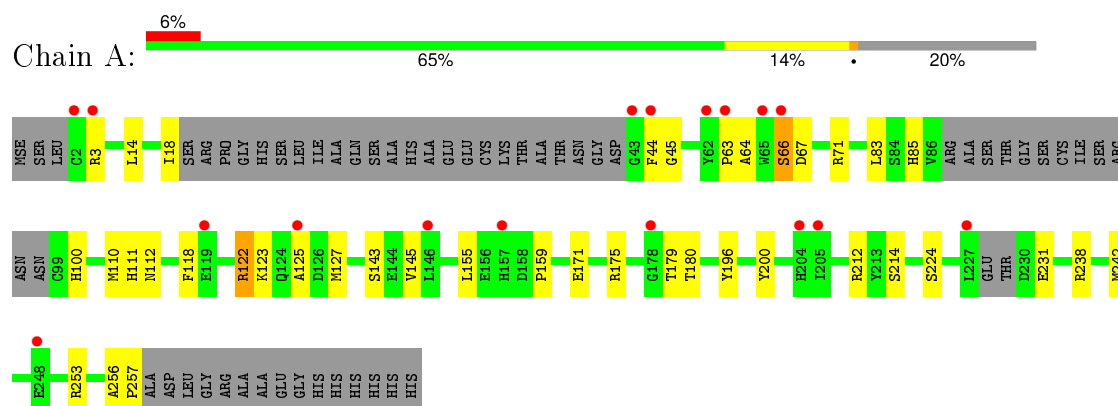 6%
Chain A:
65% 14% • 20%
MSE SER LEU C2 R3 L14 I18 SER ARG PRO GLY HIS SER LEU ILE ALA GLN SER ALA HIS ALA GLU GLU CYS LYS THR ALA THR ASN GLY ASP G43 F44 G45 Y62 P63 A64 W65 S66 D67 R71 L83 S84 H85 V86 ARG ALA SER THR GLY SER CYS ILE SER ARG
ASN ASN C99 H100 M110 H111 N112 F118 E119 R122 K123 Q124 A125 D126 M127 S143 E144 V145 L146 L155 E156 H157 D158 P159 E171 R175 G178 T179 T180 Y196 Y200 H204 I205 R212 Y213 S214 S224 L227 GLU THR D230 E231 R238
E248 R253 A256 P257 ALA ASP LEU GLY ARG ALA ALA GLU GLY HIS HIS HIS HIS HIS HIS